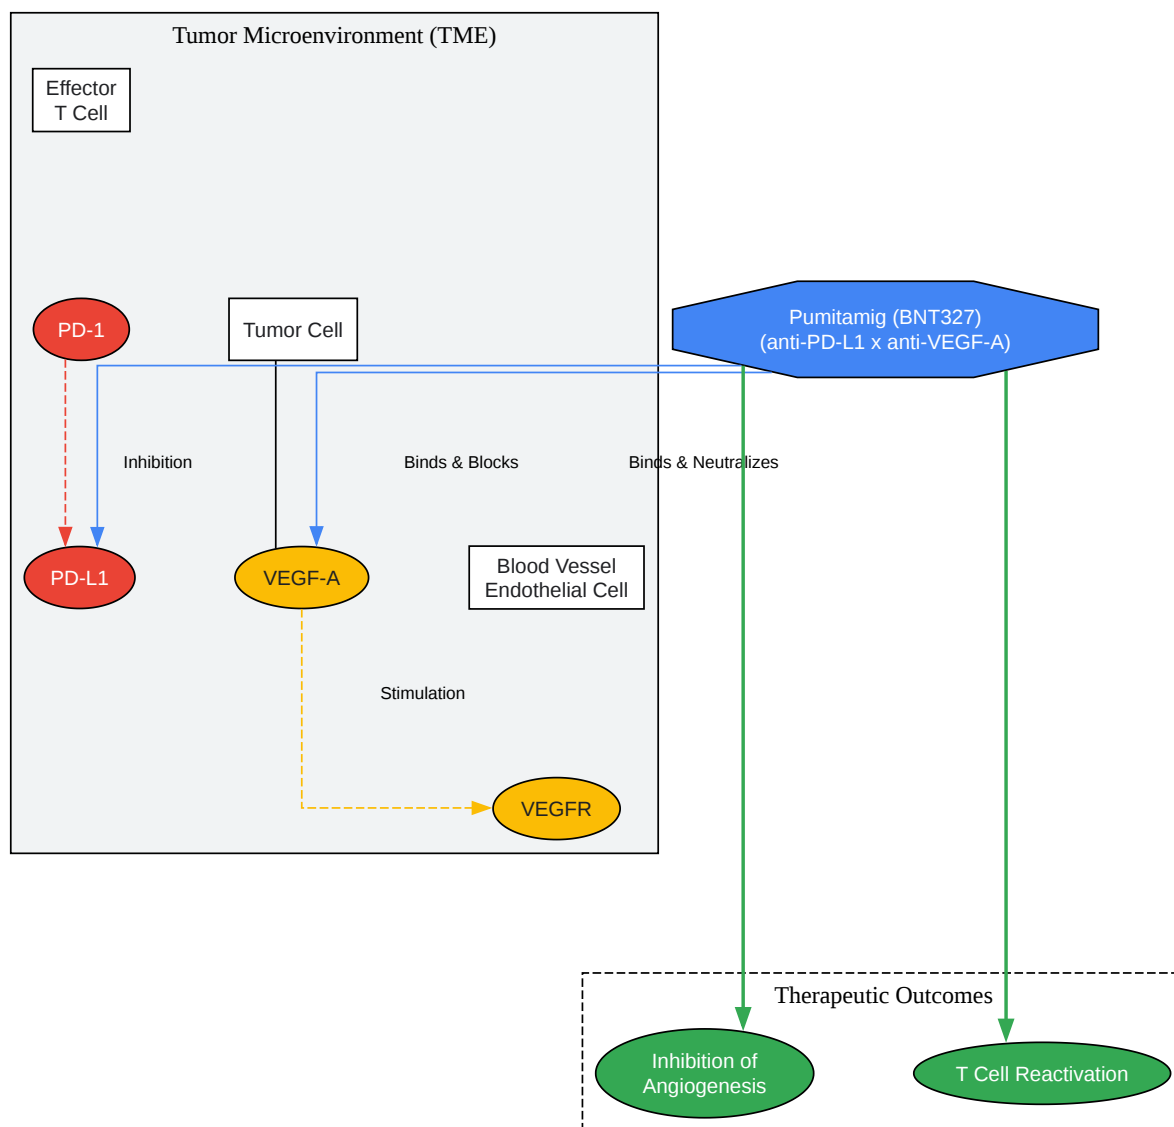 Tumor Microenvironment (TME)
Effector
T Cell
PD-1
Tumor Cell
Pumitamig (BNT327)
(anti-PD-L1 x anti-VEGF-A)
Inhibition
Binds & Blocks
Binds & Neutralizes
PD-L1
VEGF-A
Blood Vessel
Endothelial Cell
Stimulation
VEGFR
Therapeutic Outcomes
Inhibition of
Angiogenesis
T Cell Reactivation